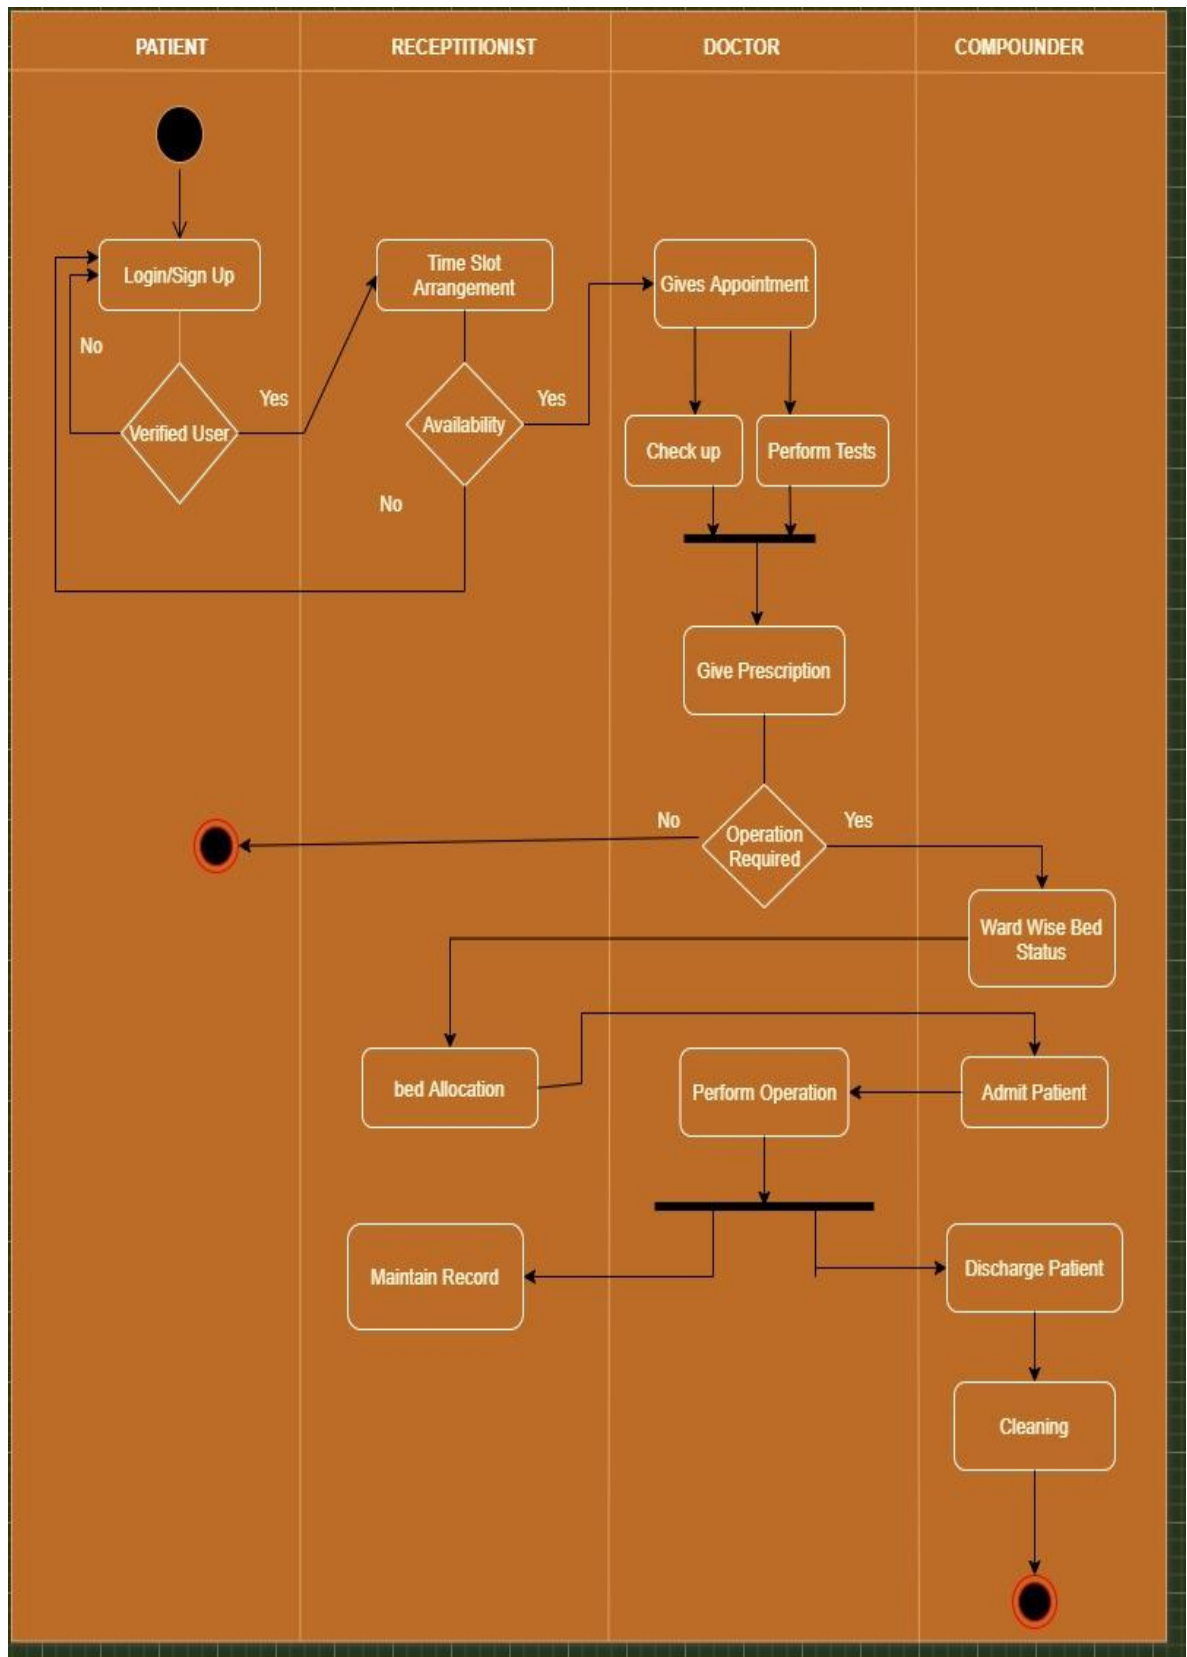 PATIENT
RECEPTITIONIST
DOCTOR
COMPOUNDER
Login/Sign Up
Time Slot
Arrangement
Gives Appointment
No
Yes
Verified User
Availability
Yes
No
Check up
Perform Tests
Give Prescription
No
Yes
Operation
Required
Ward Wise Bed
Status
bed Allocation
Perform Operation
Admit Patient
Maintain Record
Discharge Patient
Cleaning